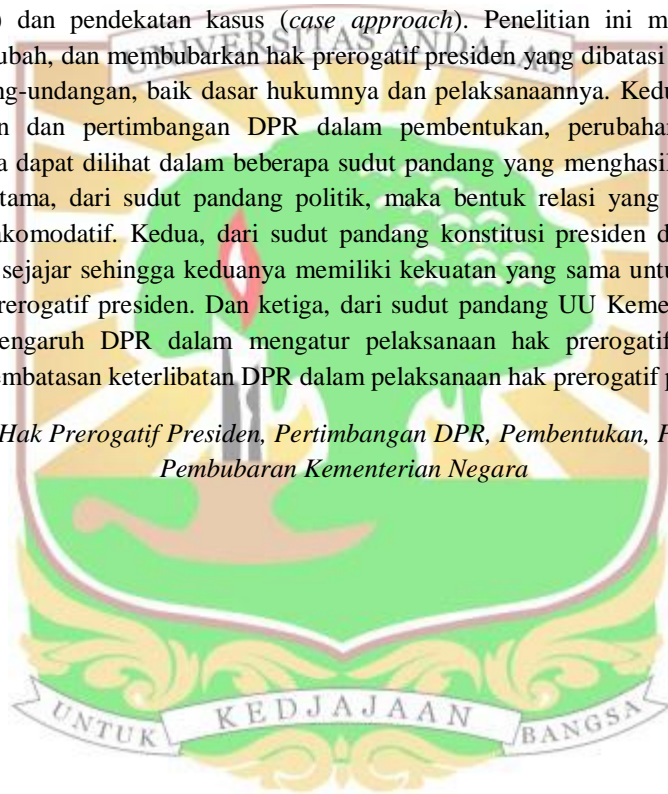 ) dan pendekatan kasus (case approach). Penelitian ini m
UNIVERSITAS ANDALAS
ubah, dan membubarkan hak prerogatif presiden yang dibatasi
ng-undangan, baik dasar hukumnya dan pelaksanaannya. Kedu
n dan pertimbangan DPR dalam pembentukan, perubahan
a dapat dilihat dalam beberapa sudut pandang yang menghasil
tama, dari sudut pandang politik, maka bentuk relasi yang
akomodatif. Kedua, dari sudut pandang konstitusi presiden d
sejajar sehingga keduanya memiliki kekuatan yang sama untu
rerogatif presiden. Dan ketiga, dari sudut pandang UU Keme
engaruh DPR dalam mengatur pelaksanaan hak prerogatif
embatasan keterlibatan DPR dalam pelaksanaan hak prerogatif p
Hak Prerogatif Presiden, Pertimbangan DPR, Pembentukan, P
Pembubaran Kementerian Negara
UNTUK KEDJAJAAN BANGSA